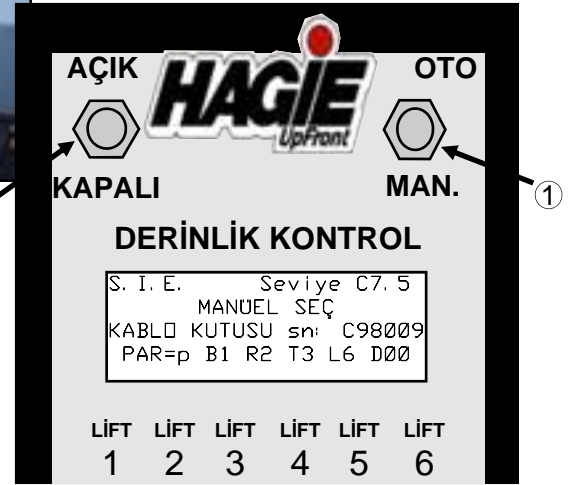 AÇIK OTO
HAGIE
UpFront
KAPALI MAN.
①
DERİNLİK KONTROL
S. I. E. Seviye C7. 5
MANUEL SEÇ
KABLO KUTUSU sn: C98009
PAR=p B1 R2 T3 L6 D00
LİFT LİFT LİFT LİFT LİFT LİFT
1 2 3 4 5 6